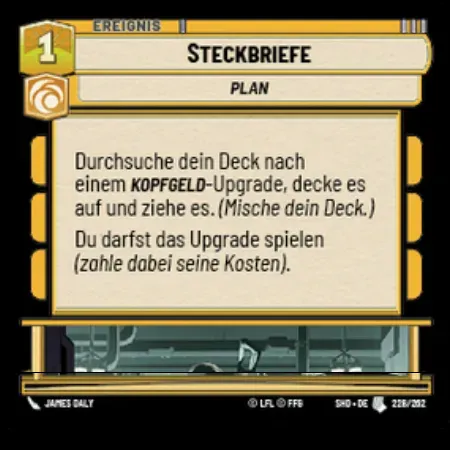 EREIGNIS
1
STECKBRIEFE
PLAN
Durchsuche dein Deck nach
einem KOPFGELD-Upgrade, decke es
auf und ziehe es. (Mische dein Deck.)
Du darfst das Upgrade spielen
(zahle dabei seine Kosten).
JAMES DALY
© LFL © FFG
SHD • DE
228/262